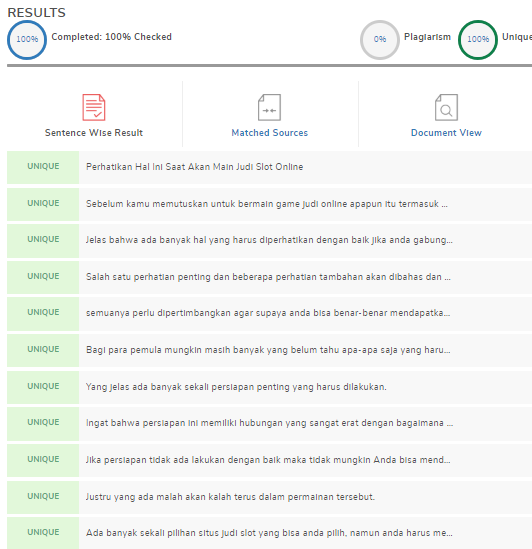 RESULTS
100% Completed: 100% Checked 0% Plagiarism 100% Unique
Sentence Wise Result Matched Sources Document View
UNIQUE Perhatikan Hal Ini Saat Akan Main Judi Slot Online
UNIQUE Sebelum kamu memutuskan untuk bermain game judi online apapun itu termasuk ...
UNIQUE Jelas bahwa ada banyak hal yang harus diperhatikan dengan baik jika anda gabung...
UNIQUE Salah satu perhatian penting dan beberapa perhatian tambahan akan dibahas dan ...
UNIQUE semuanya perlu dipertimbangkan agar supaya anda bisa benar-benar mendapatka...
UNIQUE Bagi para pemula mungkin masih banyak yang belum tahu apa-apa saja yang haru...
UNIQUE Yang jelas ada banyak sekali persiapan penting yang harus dilakukan.
UNIQUE Ingat bahwa persiapan ini memiliki hubungan yang sangat erat dengan bagaimana ...
UNIQUE Jika persiapan tidak ada lakukan dengan baik maka tidak mungkin Anda bisa mend...
UNIQUE Justru yang ada malah akan kalah terus dalam permainan tersebut.
UNIQUE Ada banyak sekali pilihan situs judi slot yang bisa anda pilih, namun anda harus me...